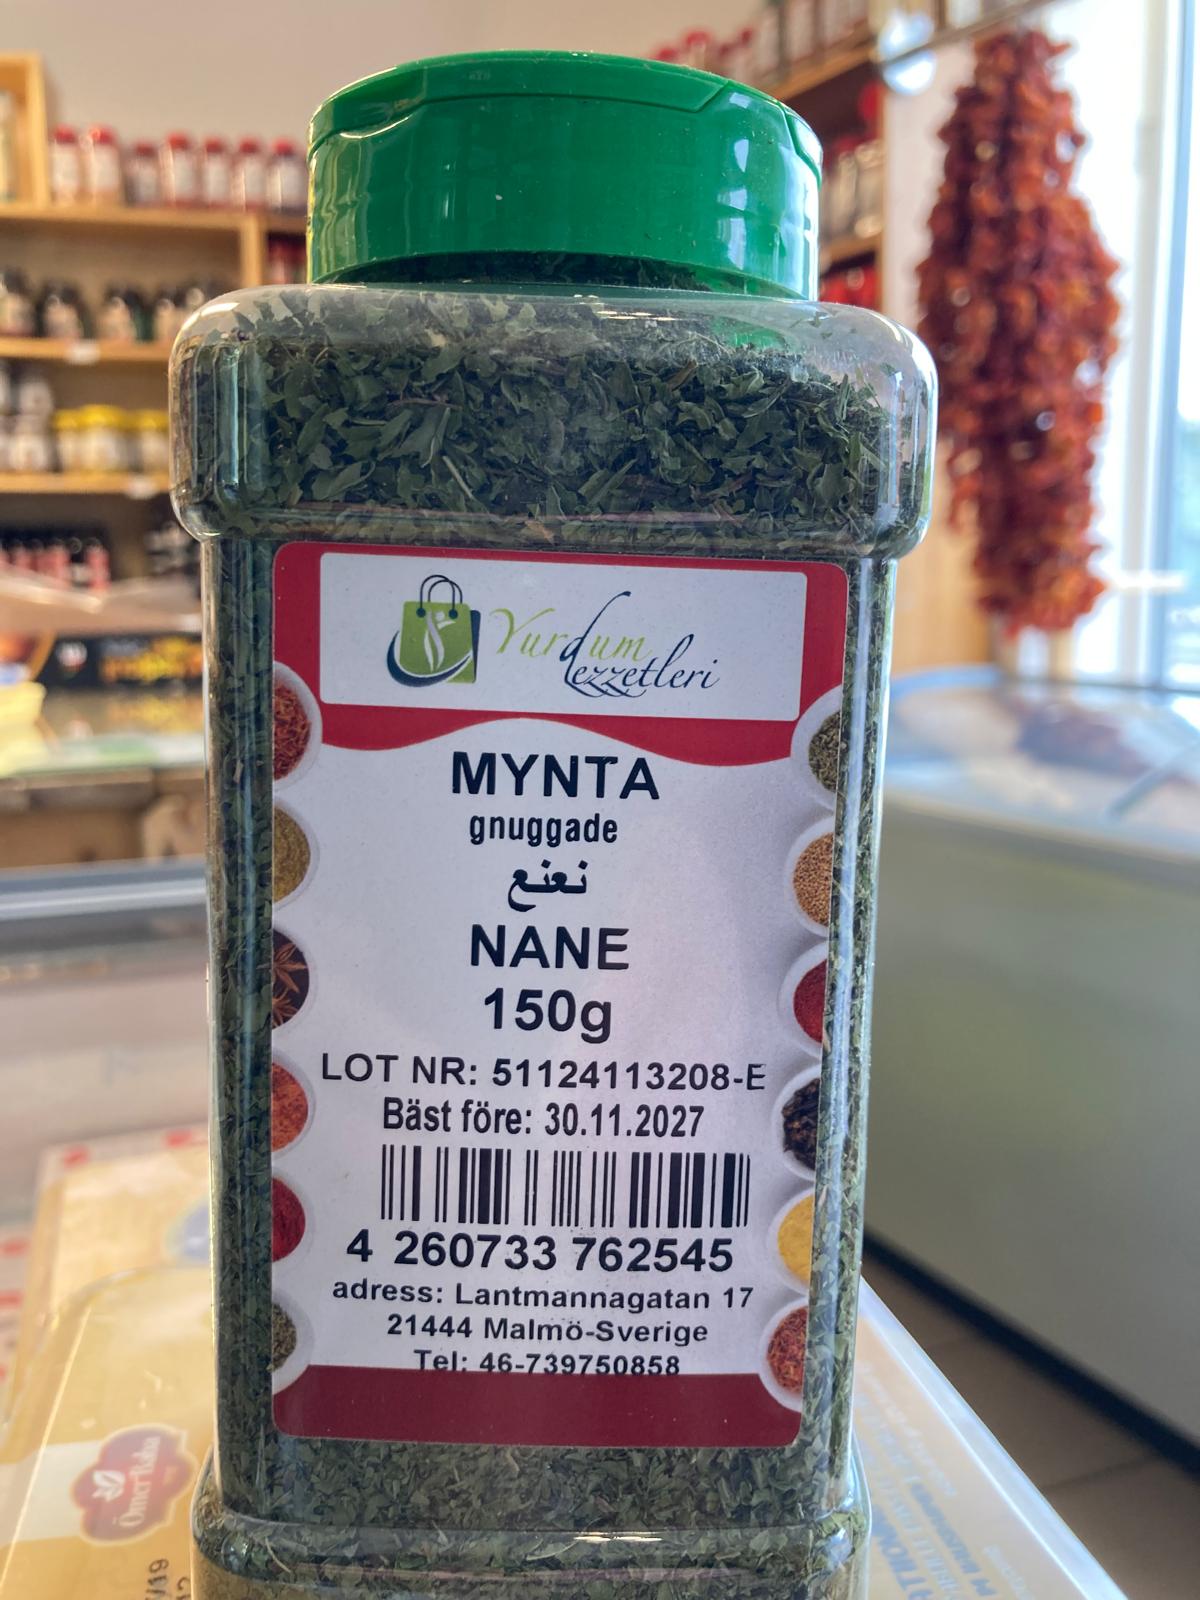 Yurdum
Lezzetleri
MYNTA
gnuggade
نعنع
NANE
150g
LOT NR: 51124113208-E
Bäst före: 30.11.2027
4 260733 762545
adress: Lantmannagatan 17
21444 Malmö-Sverige
Tel: 46-739750858